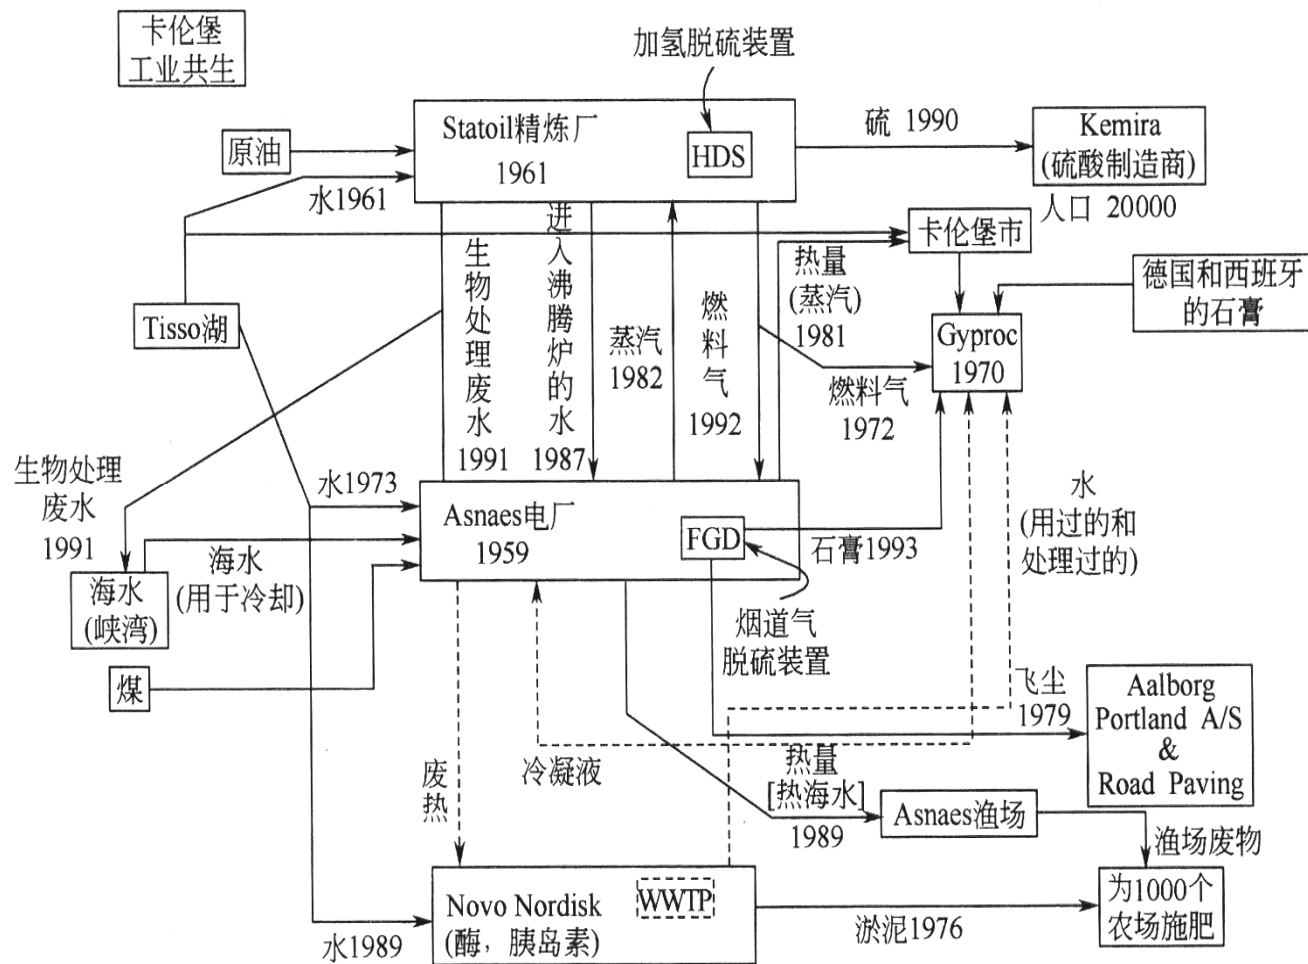 卡伦堡
工业共生
加氢脱硫装置
Statoil精炼厂
1961
HDS
硫 1990
Kemira
(硫酸制造商)
原油
水1961
人口 20000
卡伦堡市
德国和西班牙
的石膏
Tisso湖
生物处理废水
1991
进入沸腾炉的水
1987
蒸汽
1982
燃料气
1992
热量
(蒸汽)
1981
Gyproc
1970
燃料气
1972
生物处理
废水
1991
水1973
Asnaes电厂
1959
FGD
石膏1993
水
(用过的和
处理过的)
海水
(峡湾)
海水
(用于冷却)
烟道气
脱硫装置
煤
飞尘
1979
Aalborg
Portland A/S
&
Road Paving
废热
冷凝液
热量
[热海水]
1989
Asnaes渔场
渔场废物
Novo Nordisk
(酶，胰岛素)
WWTP
水1989
淤泥1976
为1000个
农场施肥